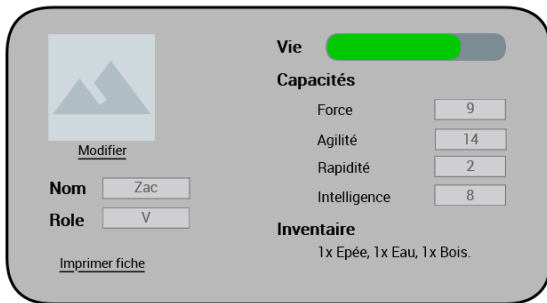 Modifier
Nom Zac
Role V
Imprimer fiche
Vie
Capacités
Force 9
Agilité 14
Rapidité 2
Intelligence 8
Inventaire
1x Epée, 1x Eau, 1x Bois.